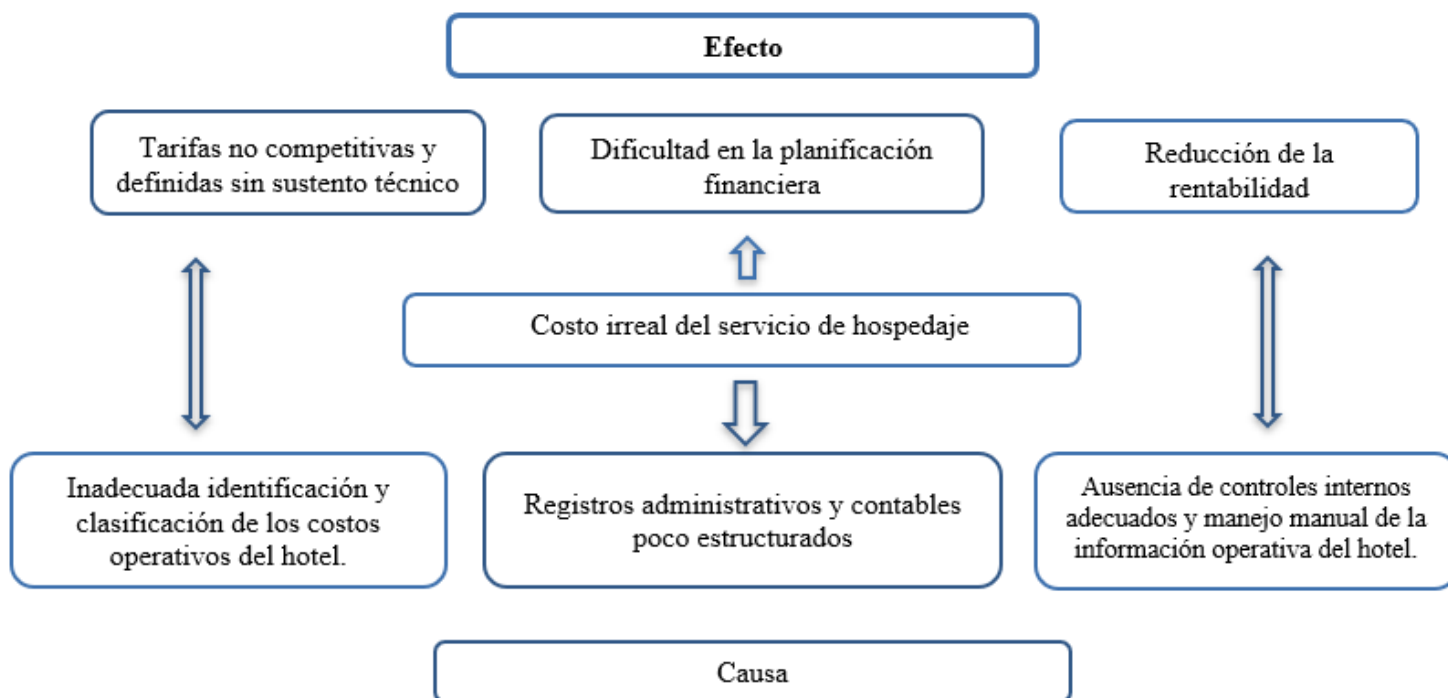 Efecto
Tarifas no competitivas y
definidas sin sustento técnico
Dificultad en la planificación
financiera
Reducción de la
rentabilidad
Costo irreal del servicio de hospedaje
Inadecuada identificación y
clasificación de los costos
operativos del hotel.
Registros administrativos y contables
poco estructurados
Ausencia de controles internos
adecuados y manejo manual de la
información operativa del hotel.
Causa